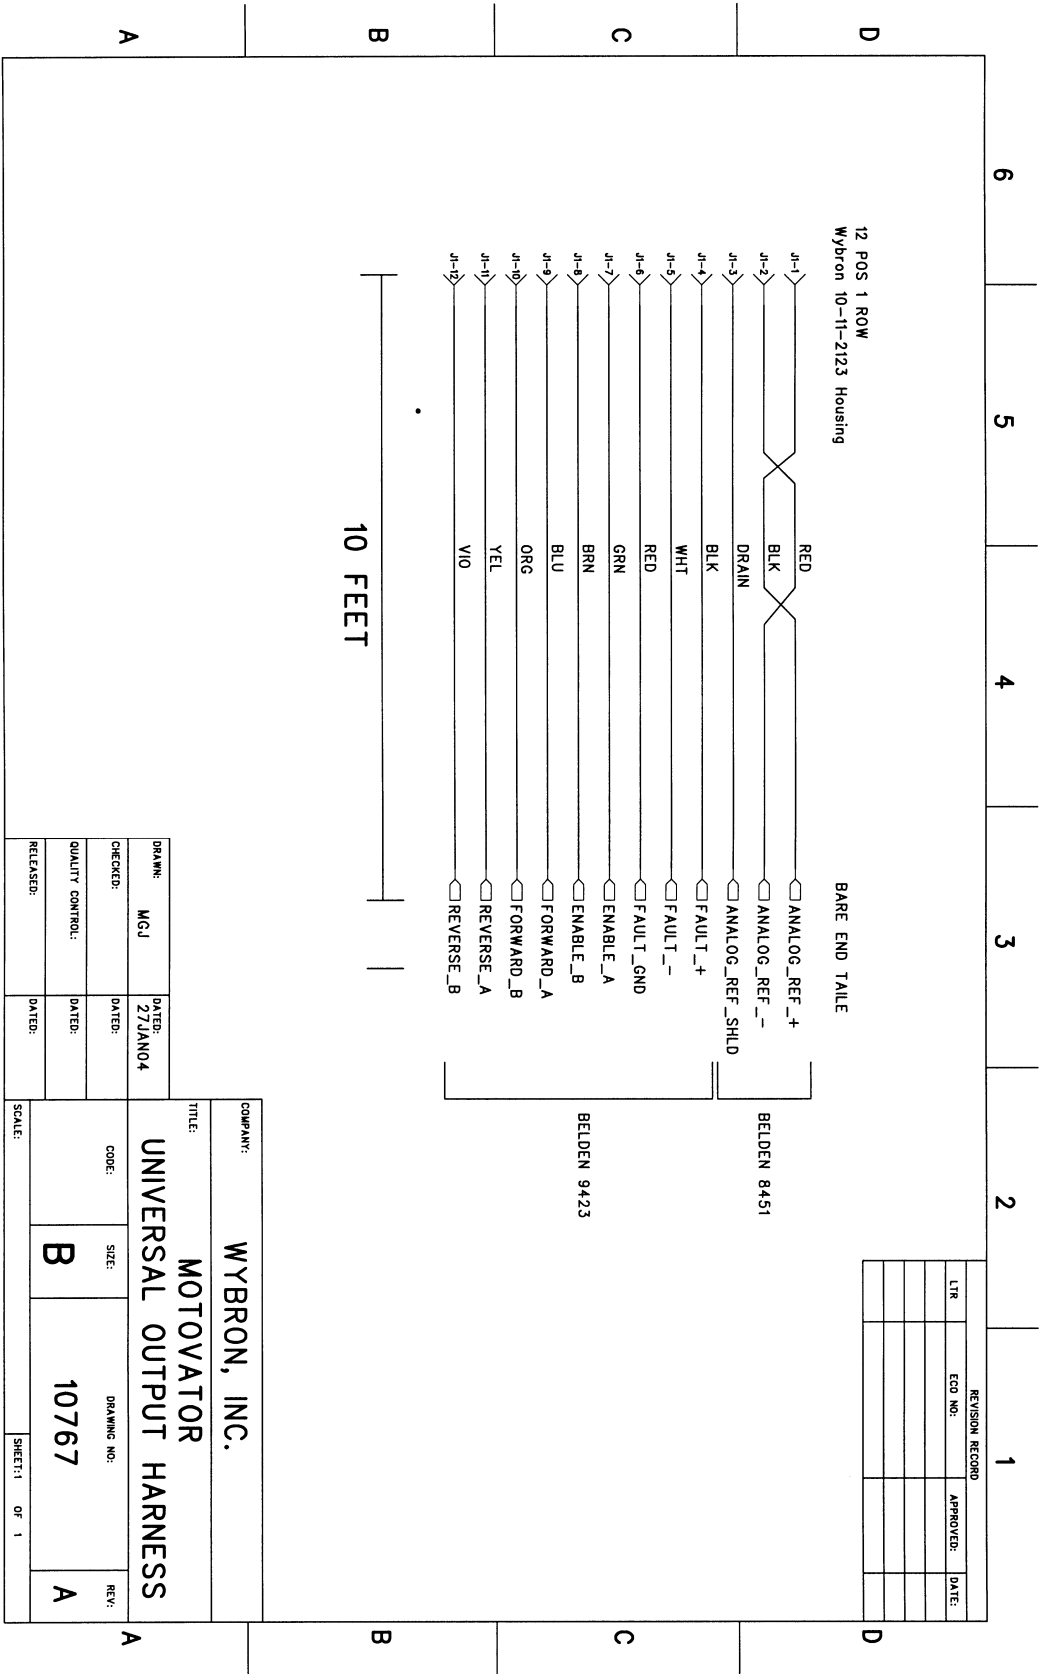 6
5
4
3
2
1
D
C
B
A
D
C
B
A
REVISION RECORD
LTR
ECO NO:
APPROVED:
DATE:
12 POS 1 ROW
Wybron 10-11-2123 Housing
BARE END TAILE
J1-1
RED
ANALOG_REF_+
J1-2
BLK
ANALOG_REF_-
J1-3
DRAIN
ANALOG_REF_SHLD
J1-4
BLK
FAULT_+
J1-5
WHT
FAULT_-
J1-6
RED
FAULT_GND
J1-7
GRN
ENABLE_A
J1-8
BRN
ENABLE_B
J1-9
BLU
FORWARD_A
J1-10
ORG
FORWARD_B
J1-11
YEL
REVERSE_A
J1-12
VIO
REVERSE_B
BELDEN 8451
BELDEN 9423
10 FEET
COMPANY:
WYBRON, INC.
TITLE:
MOTOVATOR
UNIVERSAL OUTPUT HARNESS
DRAWN:
MGJ
DATED:
27JAN04
CHECKED:
DATED:
QUALITY CONTROL:
DATED:
RELEASED:
DATED:
CODE:
SIZE:
B
DRAWING NO:
10767
REV:
A
SCALE:
SHEET:1 OF 1